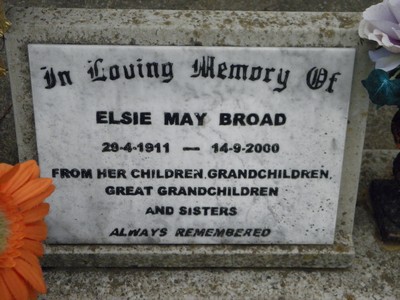 In Loving Memory Of
ELSIE MAY BROAD
29-4-1911 — 14-9-2000
FROM HER CHILDREN, GRANDCHILDREN,
GREAT GRANDCHILDREN
AND SISTERS
ALWAYS REMEMBERED